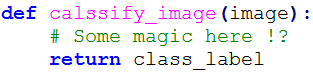 def calssify_image(image):
# Some magic here !?
return class_label